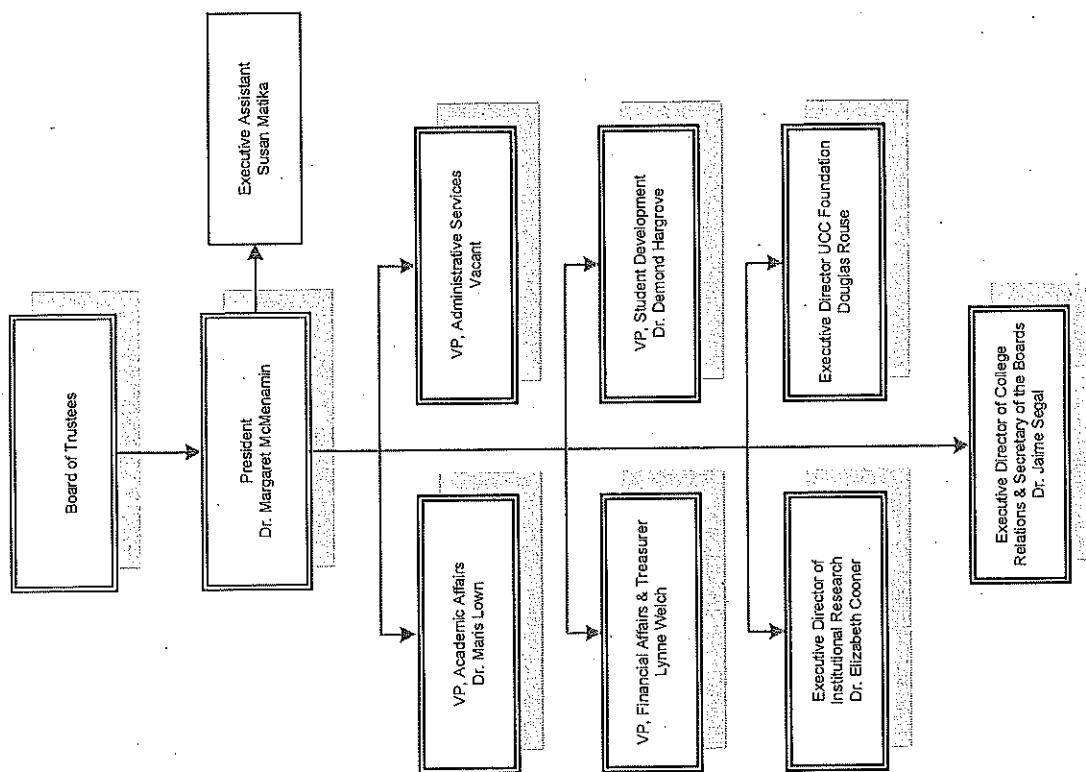 Board of Trustees
President
Dr. Margaret McMenamin
Executive Assistant
Susan Matika
VP, Academic Affairs
Dr. Maris Lown
VP, Administrative Services
Vacant
VP, Financial Affairs & Treasurer
Lynne Welch
VP, Student Development
Dr. Demond Hargrove
Executive Director of
Institutional Research
Dr. Elizabeth Cooner
Executive Director UCC Foundation
Douglas Rouse
Executive Director of College
Relations & Secretary of the Boards
Dr. Jaime Segal